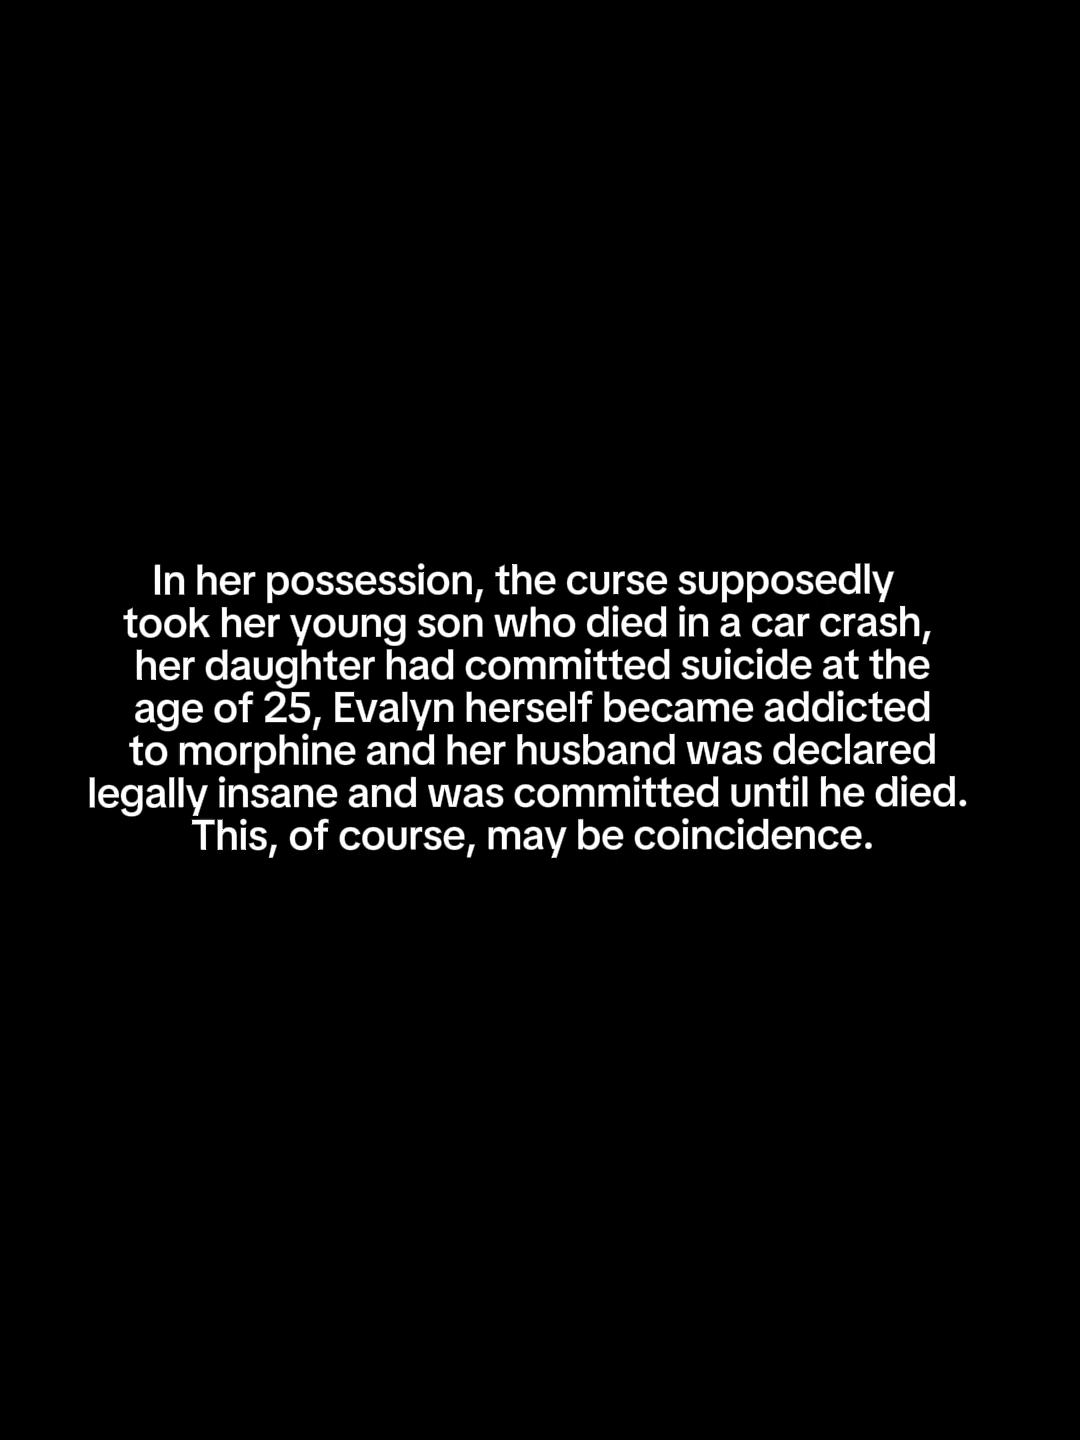 In her possession, the curse supposedly
took her young son who died in a car crash,
her daughter had committed suicide at the
age of 25, Evalyn herself became addicted
to morphine and her husband was declared
legally insane and was committed until he died.
This, of course, may be coincidence.